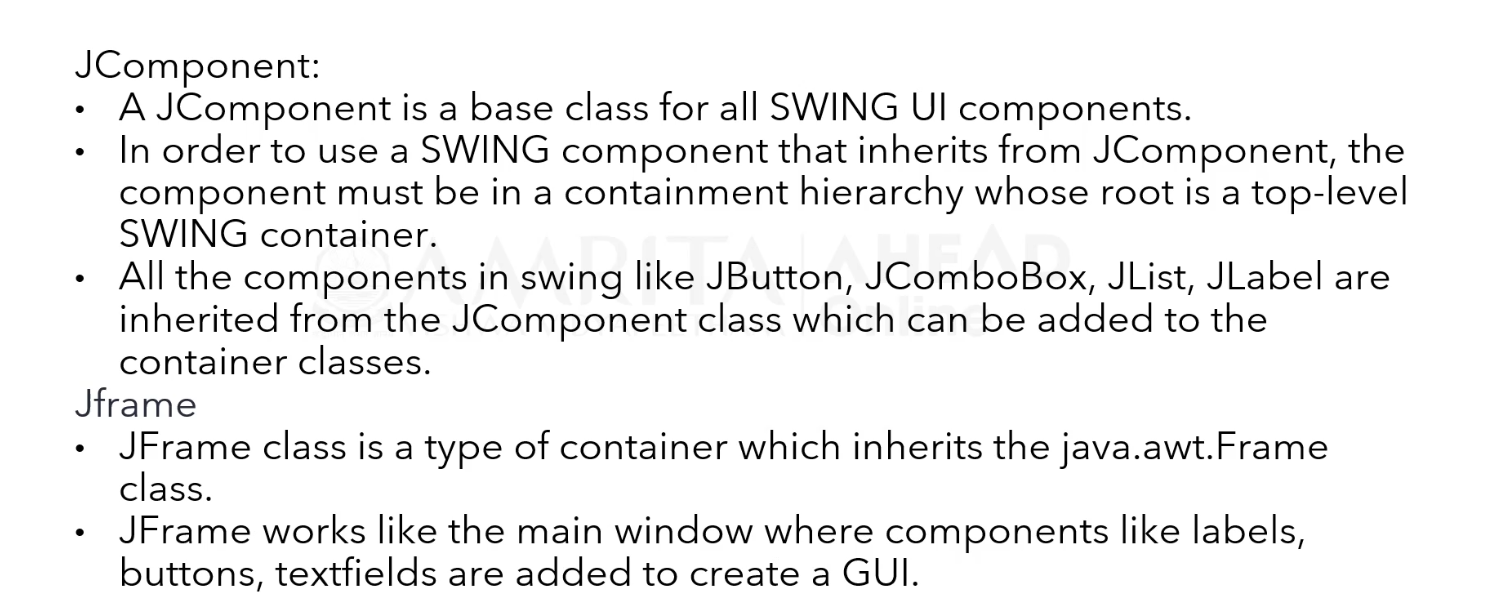 JComponent:
• A JComponent is a base class for all SWING UI components.
• In order to use a SWING component that inherits from JComponent, the
component must be in a containment hierarchy whose root is a top-level
SWING container.
• All the components in swing like JButton, JComboBox, JList, JLabel are
inherited from the JComponent class which can be added to the
container classes.
Jframe
• JFrame class is a type of container which inherits the java.awt.Frame
class.
• JFrame works like the main window where components like labels,
buttons, textfields are added to create a GUI.
AMRITA AHEAD
Online